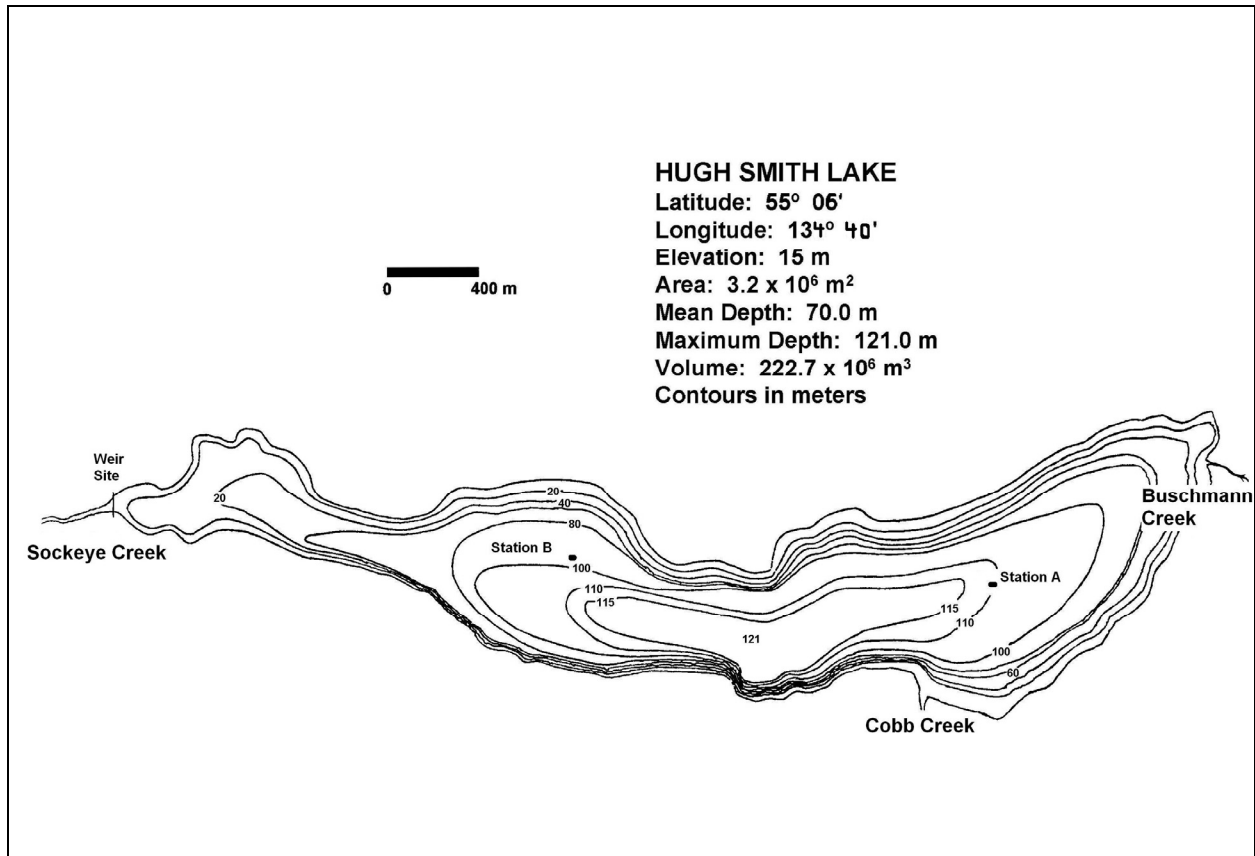 HUGH SMITH LAKE
Latitude: 55° 06'
Longitude: 134° 40'
Elevation: 15 m
Area: 3.2 x 10⁶ m²
Mean Depth: 70.0 m
Maximum Depth: 121.0 m
Volume: 222.7 x 10⁶ m³
Contours in meters
0 400 m
Weir
Site
Sockeye Creek
20
20
40
80
Station B
100
110
115
121
Station A
115
110
100
60
Buschmann
Creek
Cobb Creek